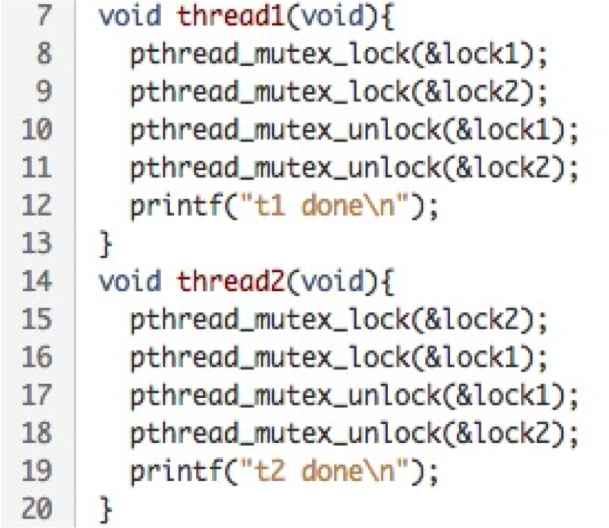 7 void thread1(void){
8 pthread_mutex_lock(&lock1);
9 pthread_mutex_lock(&lock2);
10 pthread_mutex_unlock(&lock1);
11 pthread_mutex_unlock(&lock2);
12 printf("t1 done\n");
13 }
14 void thread2(void){
15 pthread_mutex_lock(&lock2);
16 pthread_mutex_lock(&lock1);
17 pthread_mutex_unlock(&lock1);
18 pthread_mutex_unlock(&lock2);
19 printf("t2 done\n");
20 }